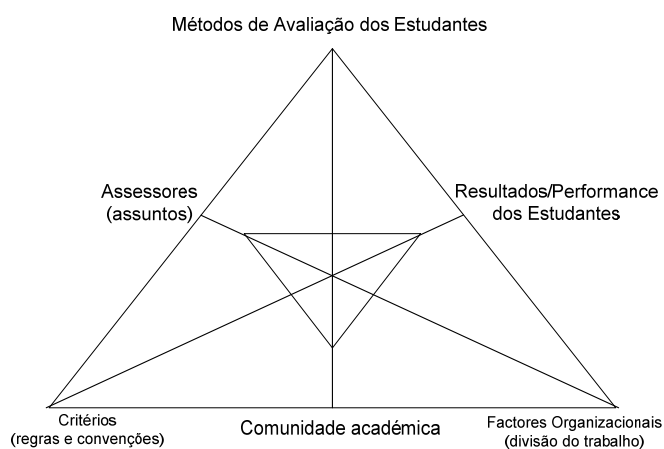 Métodos de Avaliação dos Estudantes
Assessores
(assuntos)
Resultados/Performance
dos Estudantes
Critérios
(regras e convenções)
Comunidade académica
Factores Organizacionais
(divisão do trabalho)